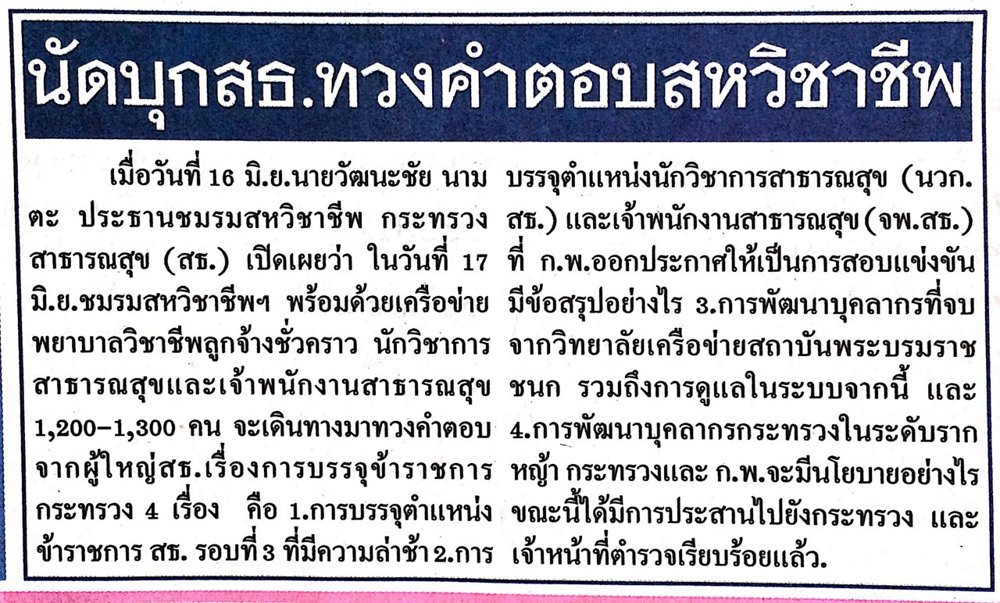 นัดบุกสธ.ทวงคำตอบสหวิชาชีพ
เมื่อวันที่ 16 มิ.ย.นายวัฒนะชัย นาม
ตะ ประธานชมรมสหวิชาชีพ กระทรวง
สาธารณสุข (สธ.) เปิดเผยว่า ในวันที่ 17
มิ.ย.ชมรมสหวิชาชีพฯ พร้อมด้วยเครือข่าย
พยาบาลวิชาชีพลูกจ้างชั่วคราว นักวิชาการ
สาธารณสุขและเจ้าพนักงานสาธารณสุข
1,200–1,300 คน จะเดินทางมาทวงคำตอบ
จากผู้ใหญ่สธ.เรื่องการบรรจุข้าราชการ
กระทรวง 4 เรื่อง คือ 1.การบรรจุตำแหน่ง
ข้าราชการ สธ. รอบที่ 3 ที่มีความล่าช้า 2.การ
บรรจุตำแหน่งนักวิชาการสาธารณสุข (นวก.
สธ.) และเจ้าพนักงานสาธารณสุข (จพ.สธ.)
ที่ ก.พ.ออกประกาศให้เป็นการสอบแข่งขัน
มีข้อสรุปอย่างไร 3.การพัฒนาบุคลากรที่จบ
จากวิทยาลัยเครือข่ายสถาบันพระบรมราช
ชนก รวมถึงการดูแลในระบบจากนี้ และ
4.การพัฒนาบุคลากรกระทรวงในระดับราก
หญ้า กระทรวงและ ก.พ.จะมีนโยบายอย่างไร
ขณะนี้ได้มีการประสานไปยังกระทรวง และ
เจ้าหน้าที่ตำรวจเรียบร้อยแล้ว.